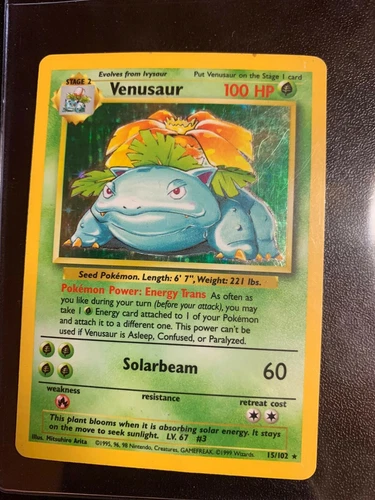 Evolves from Ivysaur Put Venusaur on the Stage 1 card
STAGE 2
Venusaur 100 HP
Seed Pokémon. Length: 6' 7", Weight: 221 lbs.
Pokémon Power: Energy Trans As often as
you like during your turn (before your attack), you may
take 1 Energy card attached to 1 of your Pokémon
and attach it to a different one. This power can't be
used if Venusaur is Asleep, Confused, or Paralyzed.
Solarbeam 60
weakness resistance retreat cost
This plant blooms when it is absorbing solar energy. It stays
on the move to seek sunlight. LV. 67 #3
Illus. Mitsuhiro Arita ©1995, 96, 98 Nintendo, Creatures, GAMEFREAK. ©1999 Wizards. 15/102 ★